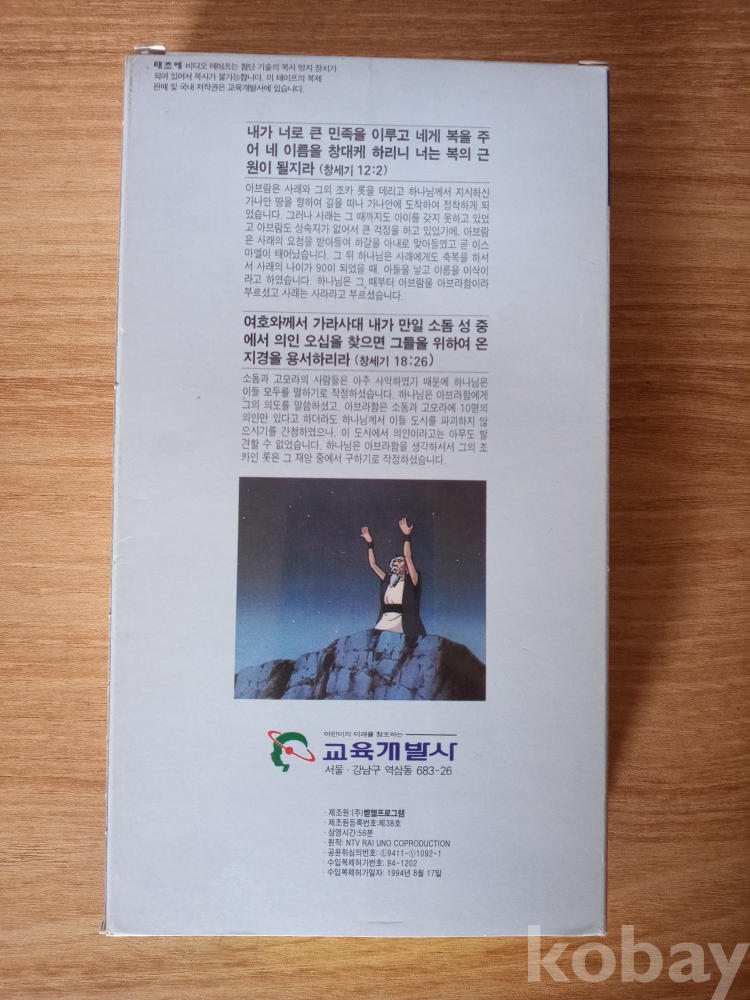 태조에 비디오 테이프는 첨단 기술의 복사 방지 장치가
되어 있어서 복사가 불가능합니다. 이 테이프의 복제
판매 및 국내 저작권은 교육개발사에 있습니다.
내가 너로 큰 민족을 이루고 네게 복을 주
어 네 이름을 창대케 하리니 너는 복의 근
원이 될지라 (창세기 12:2)
아브람은 사래와 그의 조카 롯을 데리고 하나님께서 지시하신
가나안 땅을 향하여 길을 떠나 가나안에 도착하여 정착하게 되
었습니다. 그러나 사래는 그 때까지도 아이를 갖지 못하고 있었
고 아브람도 상속자가 없어서 큰 걱정을 하고 있었기에, 아브람
은 사래의 요청을 받아들여 하갈을 아내로 맞아들였고 곧 이스
마엘이 태어났습니다. 그 뒤 하나님은 사래에게도 축복을 하셔
서 사래의 나이가 90이 되었을 때, 아들을 낳고 이름을 이삭이
라고 하였습니다. 하나님은 그 때부터 아브람을 아브라함이라
부르셨고 사래는 사라라고 부르셨습니다.
여호와께서 가라사대 내가 만일 소돔 성 중
에서 의인 오십을 찾으면 그들을 위하여 온
지경을 용서하리라 (창세기 18:26)
소돔과 고모라의 사람들은 아주 사악하였기 때문에 하나님은
이들 모두를 멸하기로 작정하셨습니다. 하나님은 아브라함에게
그의 의도를 말씀하셨고, 아브라함은 소돔과 고모라에 10명의
의인만 있다고 하더라도 하나님께서 이들 도시를 파괴하지 않
으시기를 간청하였으나, 이 도시에서 의인이라고는 아무도 발
견할 수 없었습니다. 하나님은 아브라함을 생각하셔서 그의 조
카인 롯은 그 재앙 중에서 구하기로 작정하셨습니다.
어린이의 미래를 창조하는
교육개발사
서울·강남구 역삼동 683-26
·제조원:(주)벧엘프로그램
·제조원등록번호:제38호
·상영시간:56분
·원작: NTV RAI UNO COPRODUCTION
·공윤위심의번호: ⓛ9411-ⓥ1092-1
·수입복제허가번호: 94-1202
·수입복제허가일자: 1994년 8월 17일
kobay